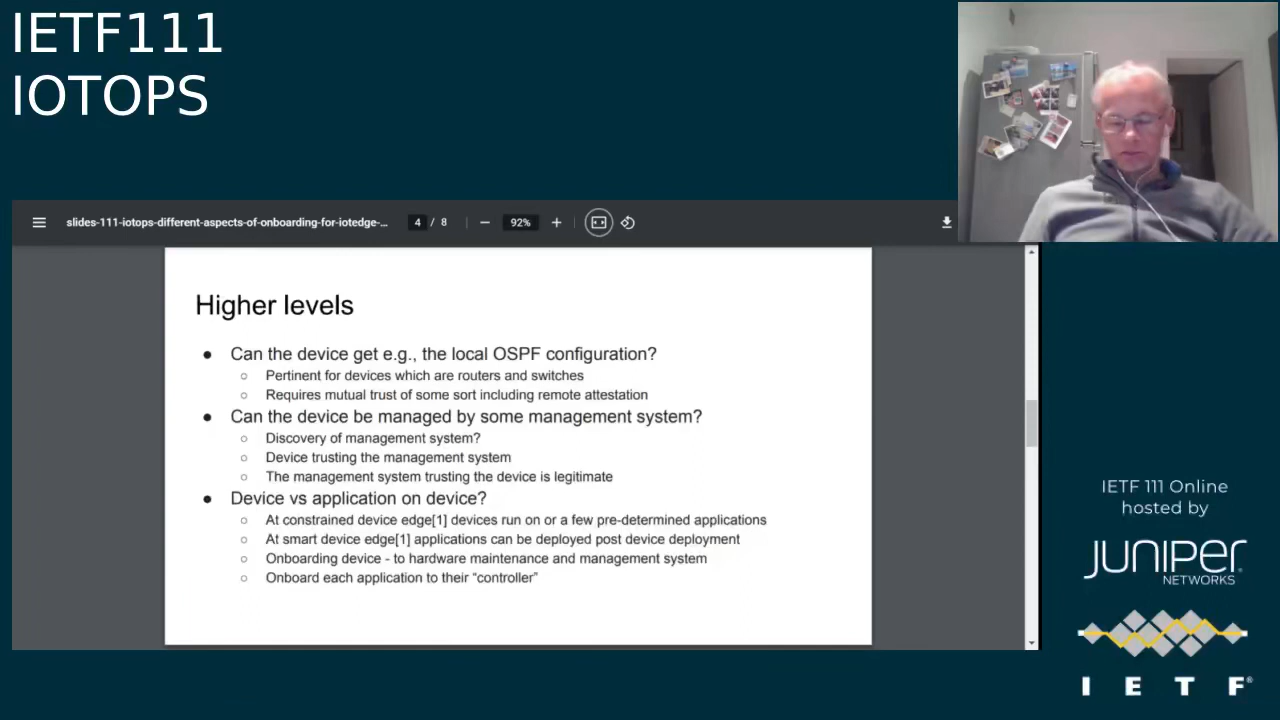 IETF111
IOTOPS
slides-111-iotops-different-aspects-of-onboarding-for-iotedge-...
4 / 8
92%
Higher levels
● Can the device get e.g., the local OSPF configuration?
○ Pertinent for devices which are routers and switches
○ Requires mutual trust of some sort including remote attestation
● Can the device be managed by some management system?
○ Discovery of management system?
○ Device trusting the management system
○ The management system trusting the device is legitimate
● Device vs application on device?
○ At constrained device edge[1] devices run on or a few pre-determined applications
○ At smart device edge[1] applications can be deployed post device deployment
○ Onboarding device - to hardware maintenance and management system
○ Onboard each application to their “controller”
IETF 111 Online
hosted by
JUNIPER
NETWORKS
I E T F®